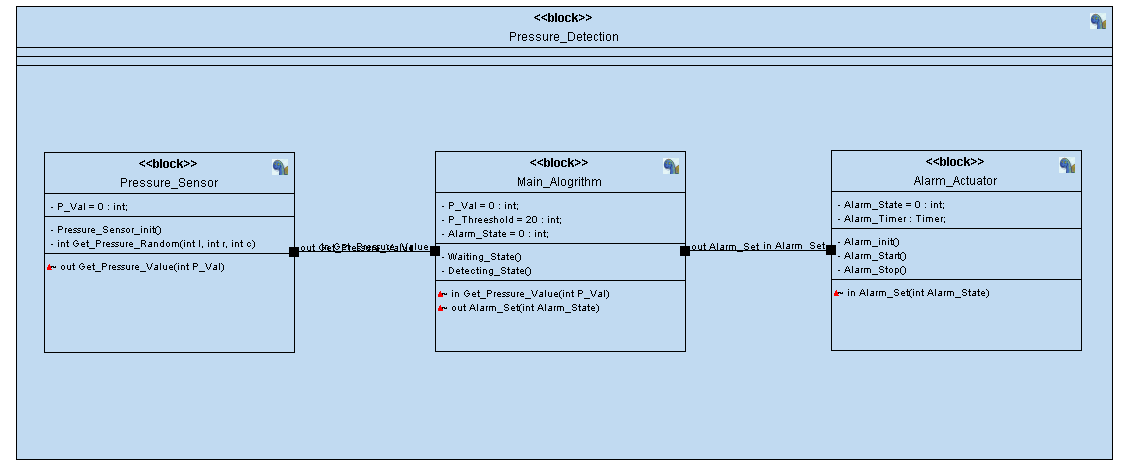 <<block>>
Pressure_Detection
<<block>>
Pressure_Sensor
- P_Val = 0 : int;
- Pressure_Sensor_init()
- int Get_Pressure_Random(int l, int r, int c)
out Get_Pressure_Value(int P_Val)
out Get_Pressure_Value
in Get_Pressure_Value
<<block>>
Main_Alogrithm
- P_Val = 0 : int;
- P_Threeshold = 20 : int;
- Alarm_State = 0 : int;
- Waiting_State()
- Detecting_State()
in Get_Pressure_Value(int P_Val)
out Alarm_Set(int Alarm_State)
out Alarm_Set
in Alarm_Set
<<block>>
Alarm_Actuator
- Alarm_State = 0 : int;
- Alarm_Timer : Timer;
- Alarm_init()
- Alarm_Start()
- Alarm_Stop()
in Alarm_Set(int Alarm_State)